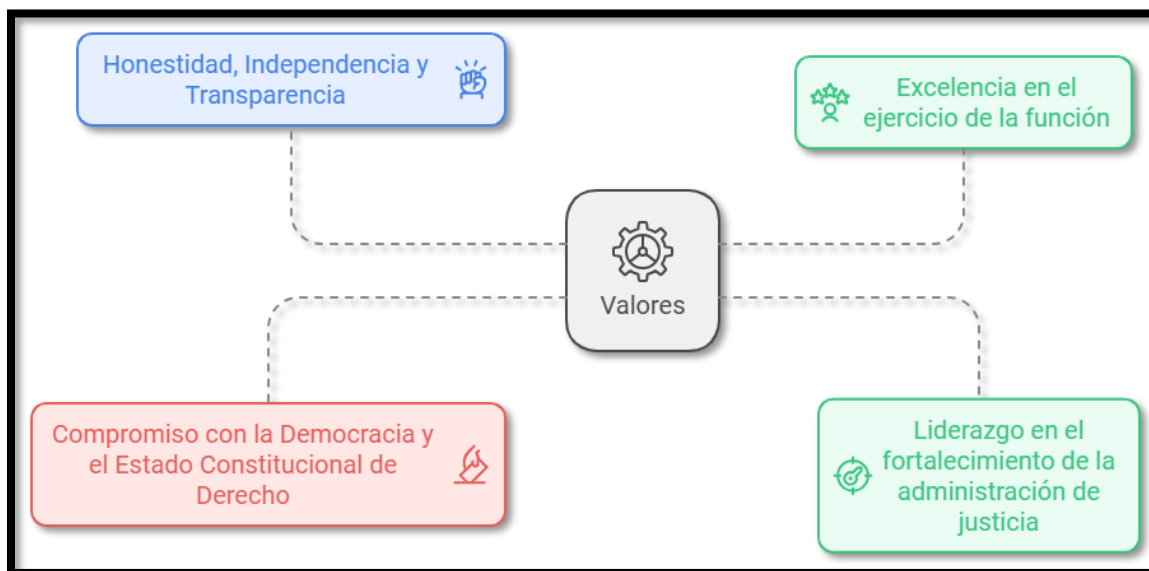 Honestidad, Independencia y
Transparencia
Excelencia en el
ejercicio de la función
Valores
Compromiso con la Democracia y
el Estado Constitucional de
Derecho
Liderazgo en el
fortalecimiento de la
administración de
justicia